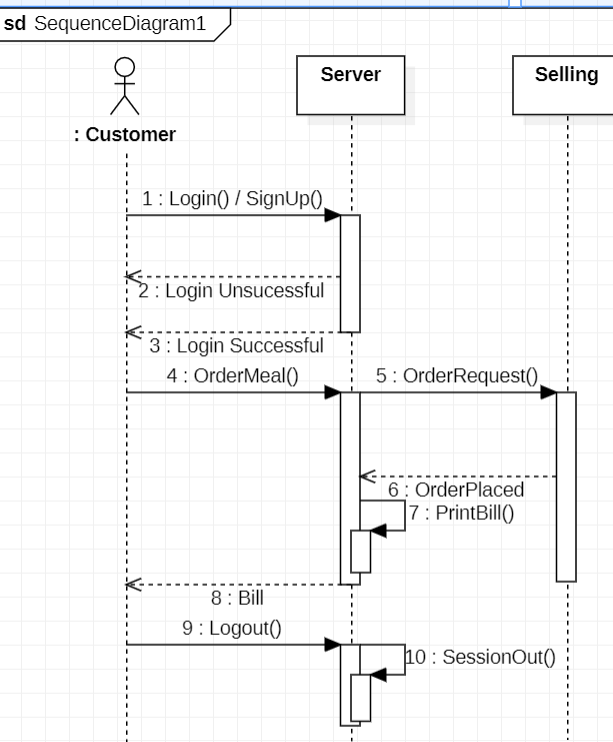 sd SequenceDiagram1
Server
Selling
: Customer
1 : Login() / SignUp()
2 : Login Unsucessful
3 : Login Successful
4 : OrderMeal()
5 : OrderRequest()
6 : OrderPlaced
7 : PrintBill()
8 : Bill
9 : Logout()
10 : SessionOut()